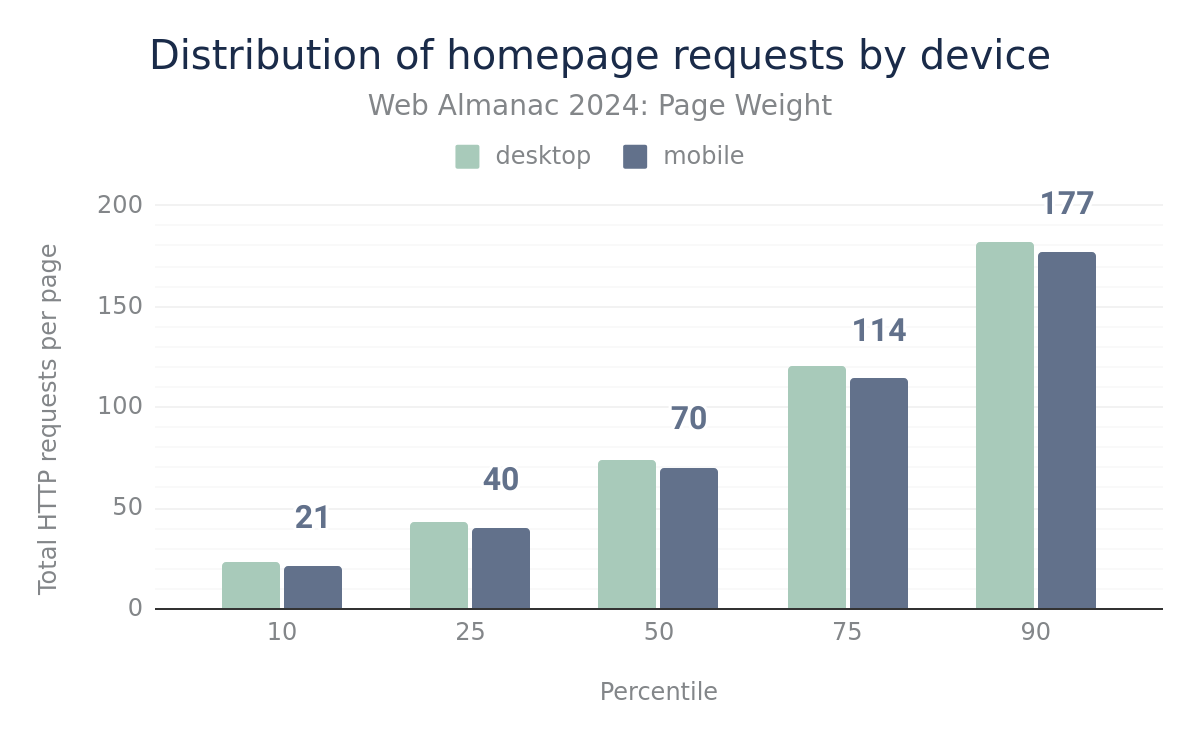 Distribution of homepage requests by device
Web Almanac 2024: Page Weight
desktop mobile
Total HTTP requests per page
200
150
100
50
0
21
40
70
114
177
10 25 50 75 90
Percentile